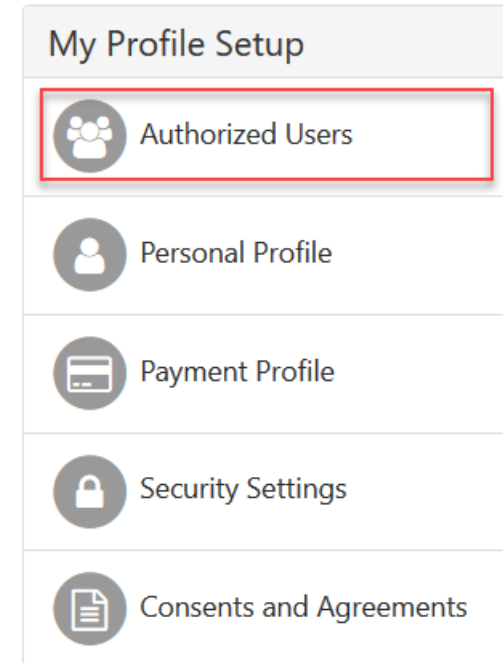 My Profile Setup
Authorized Users
Personal Profile
Payment Profile
Security Settings
Consents and Agreements